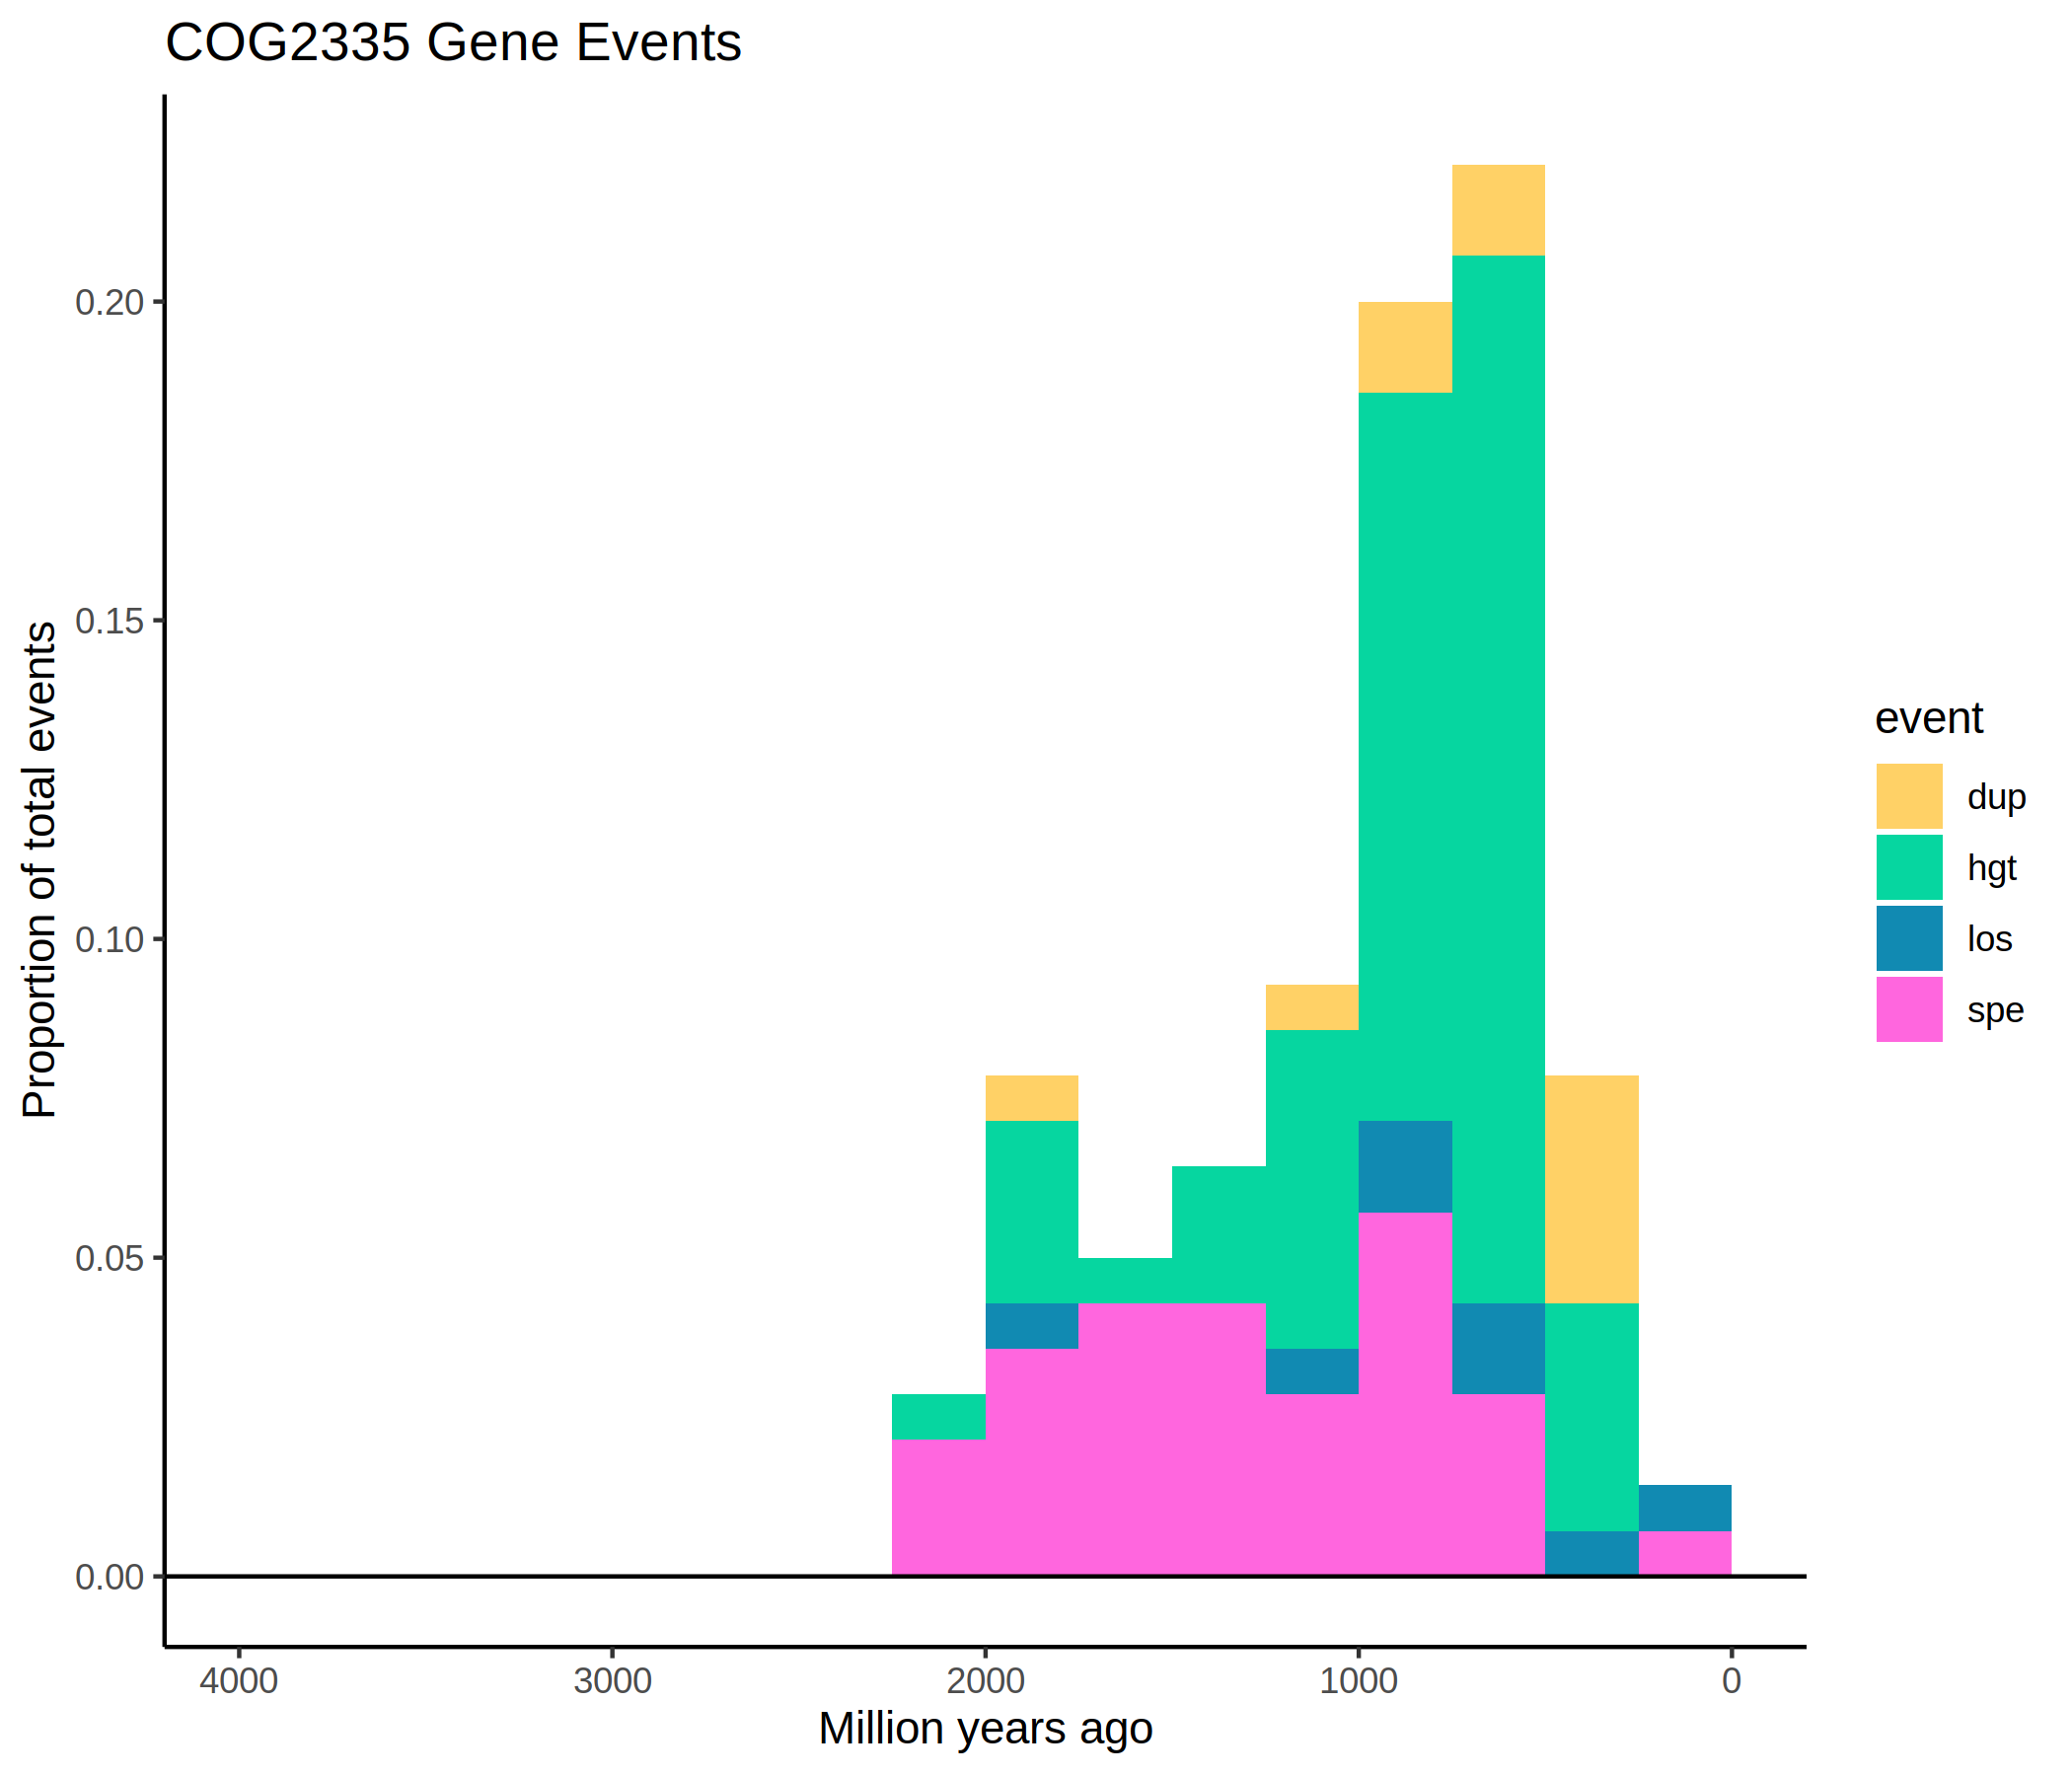 COG2335 Gene Events
Proportion of total events
0.20
0.15
0.10
0.05
0.00
4000 3000 2000 1000 0
Million years ago
event
dup
hgt
los
spe